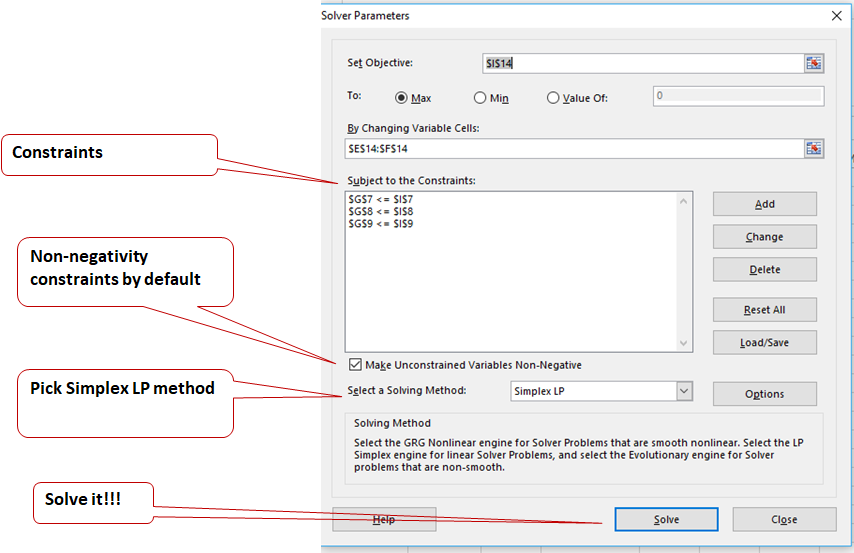 Solver Parameters
Set Objective:
$I$14
To:
Max
Min
Value Of:
0
By Changing Variable Cells:
$E$14:$F$14
Constraints
Subject to the Constraints:
$G$7 <= $I$7
$G$8 <= $I$8
$G$9 <= $I$9
Add
Change
Delete
Reset All
Load/Save
Non-negativity
constraints by default
Make Unconstrained Variables Non-Negative
Pick Simplex LP method
Select a Solving Method:
Simplex LP
Options
Solving Method
Select the GRG Nonlinear engine for Solver Problems that are smooth nonlinear. Select the LP
Simplex engine for linear Solver Problems, and select the Evolutionary engine for Solver
problems that are non-smooth.
Solve it!!!
Help
Solve
Close